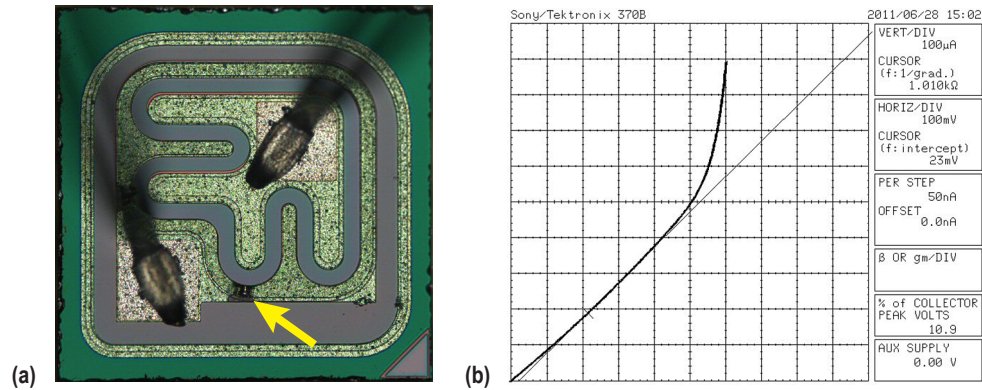 Sony/Tektronix 370B
2011/06/28 15:02
VERT/DIV
100µA
CURSOR
(f:1/grad.)
1.010kΩ
HORIZ/DIV
100mV
CURSOR
(f:intercept)
23mV
PER STEP
50nA
OFFSET
0.0nA
β OR gm/DIV
% of COLLECTOR
PEAK VOLTS
10.9
AUX SUPPLY
0.00 V
(a)
(b)